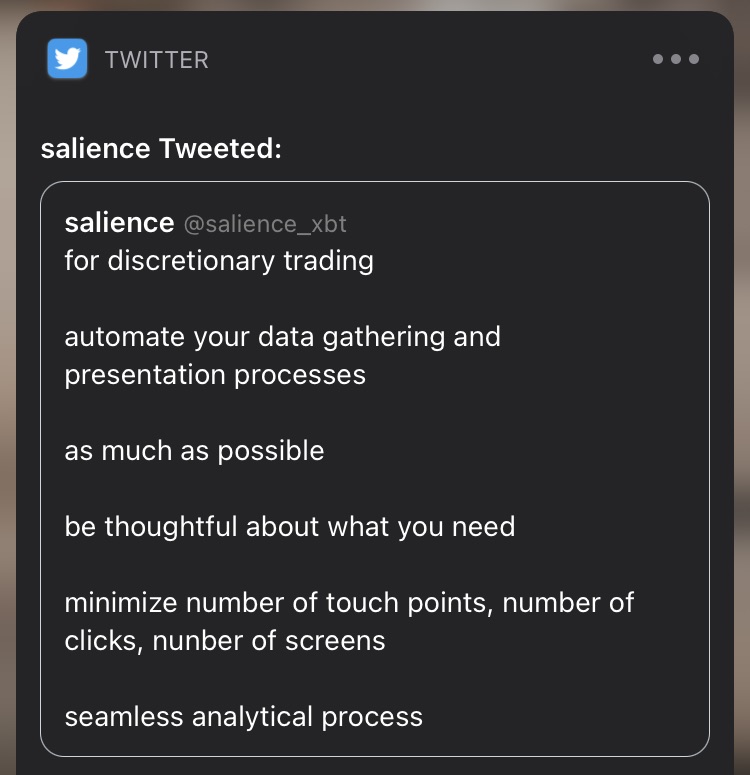 TWITTER
salience Tweeted:
salience @salience_xbt
for discretionary trading
automate your data gathering and
presentation processes
as much as possible
be thoughtful about what you need
minimize number of touch points, number of
clicks, nunber of screens
seamless analytical process